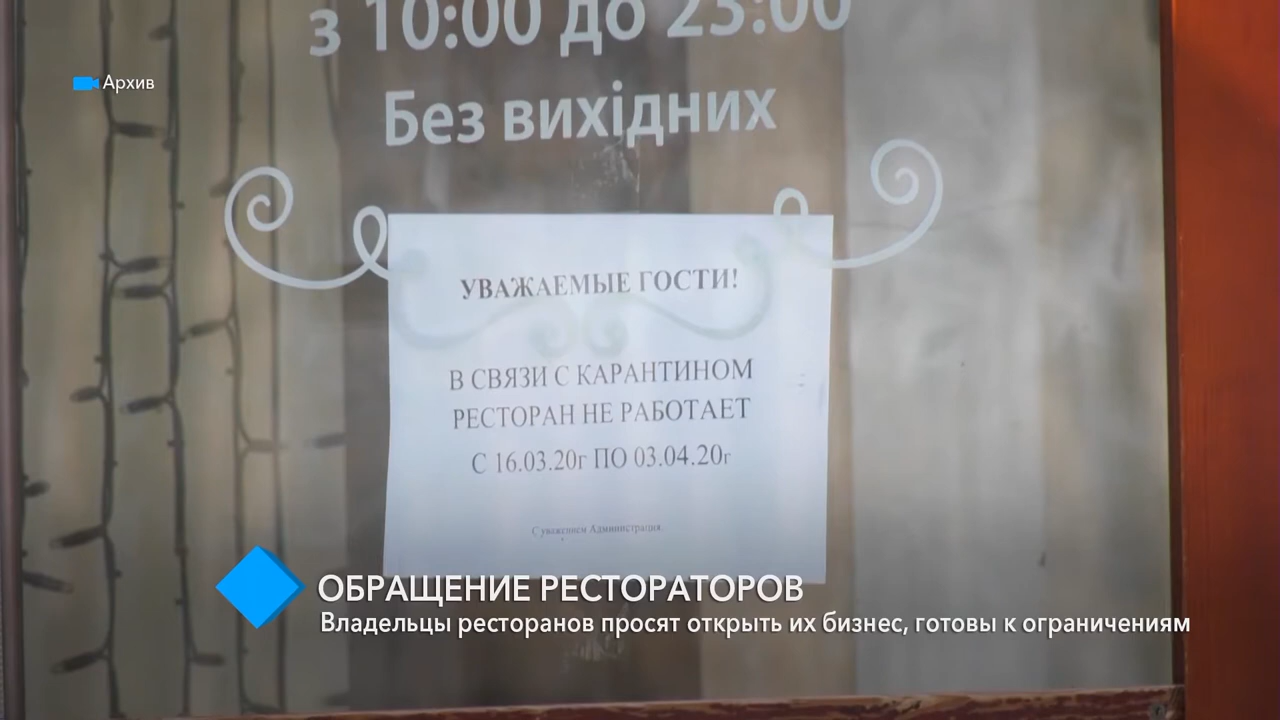 з 10:00 до 23:00
Архив
Без вихідних
УВАЖАЕМЫЕ ГОСТИ!
В СВЯЗИ С КАРАНТИНОМ
РЕСТОРАН НЕ РАБОТАЕТ
С 16.03.20г ПО 03.04.20г
С уважением Администрация.
ОБРАЩЕНИЕ РЕСТОРАТОРОВ
Владельцы ресторанов просят открыть их бизнес, готовы к ограничениям